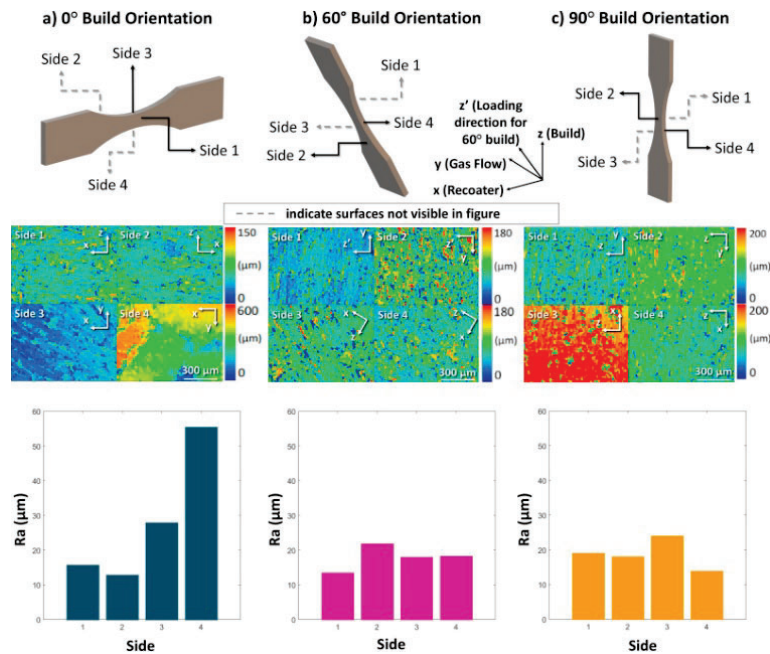 a) 0° Build Orientation
Side 3
Side 2
Side 1
Side 4
b) 60° Build Orientation
Side 1
Side 4
Side 3
Side 2
z' (Loading
direction for
60° build)
z (Build)
y (Gas Flow)
x (Recoater)
c) 90° Build Orientation
Side 2
Side 1
Side 3
Side 4
indicate surfaces not visible in figure
Side 1
z
x
Side 2
z
x
150
(µm)
0
Side 3
y
x
Side 4
x
y
600
(µm)
0
300 µm
Side 1
y
z'
Side 2
z'
y
180
(µm)
0
Side 3
x
z
Side 4
z
x
180
(µm)
0
300 µm
Side 1
y
z
Side 2
z
y
200
(µm)
0
Side 3
x
z
Side 4
z
x
200
(µm)
0
300 µm
Ra (µm)
60
50
40
30
20
10
0
1 2 3 4
Side
60
50
40
30
20
10
0
1 2 3 4
Side
60
50
40
30
20
10
0
1 2 3 4
Side